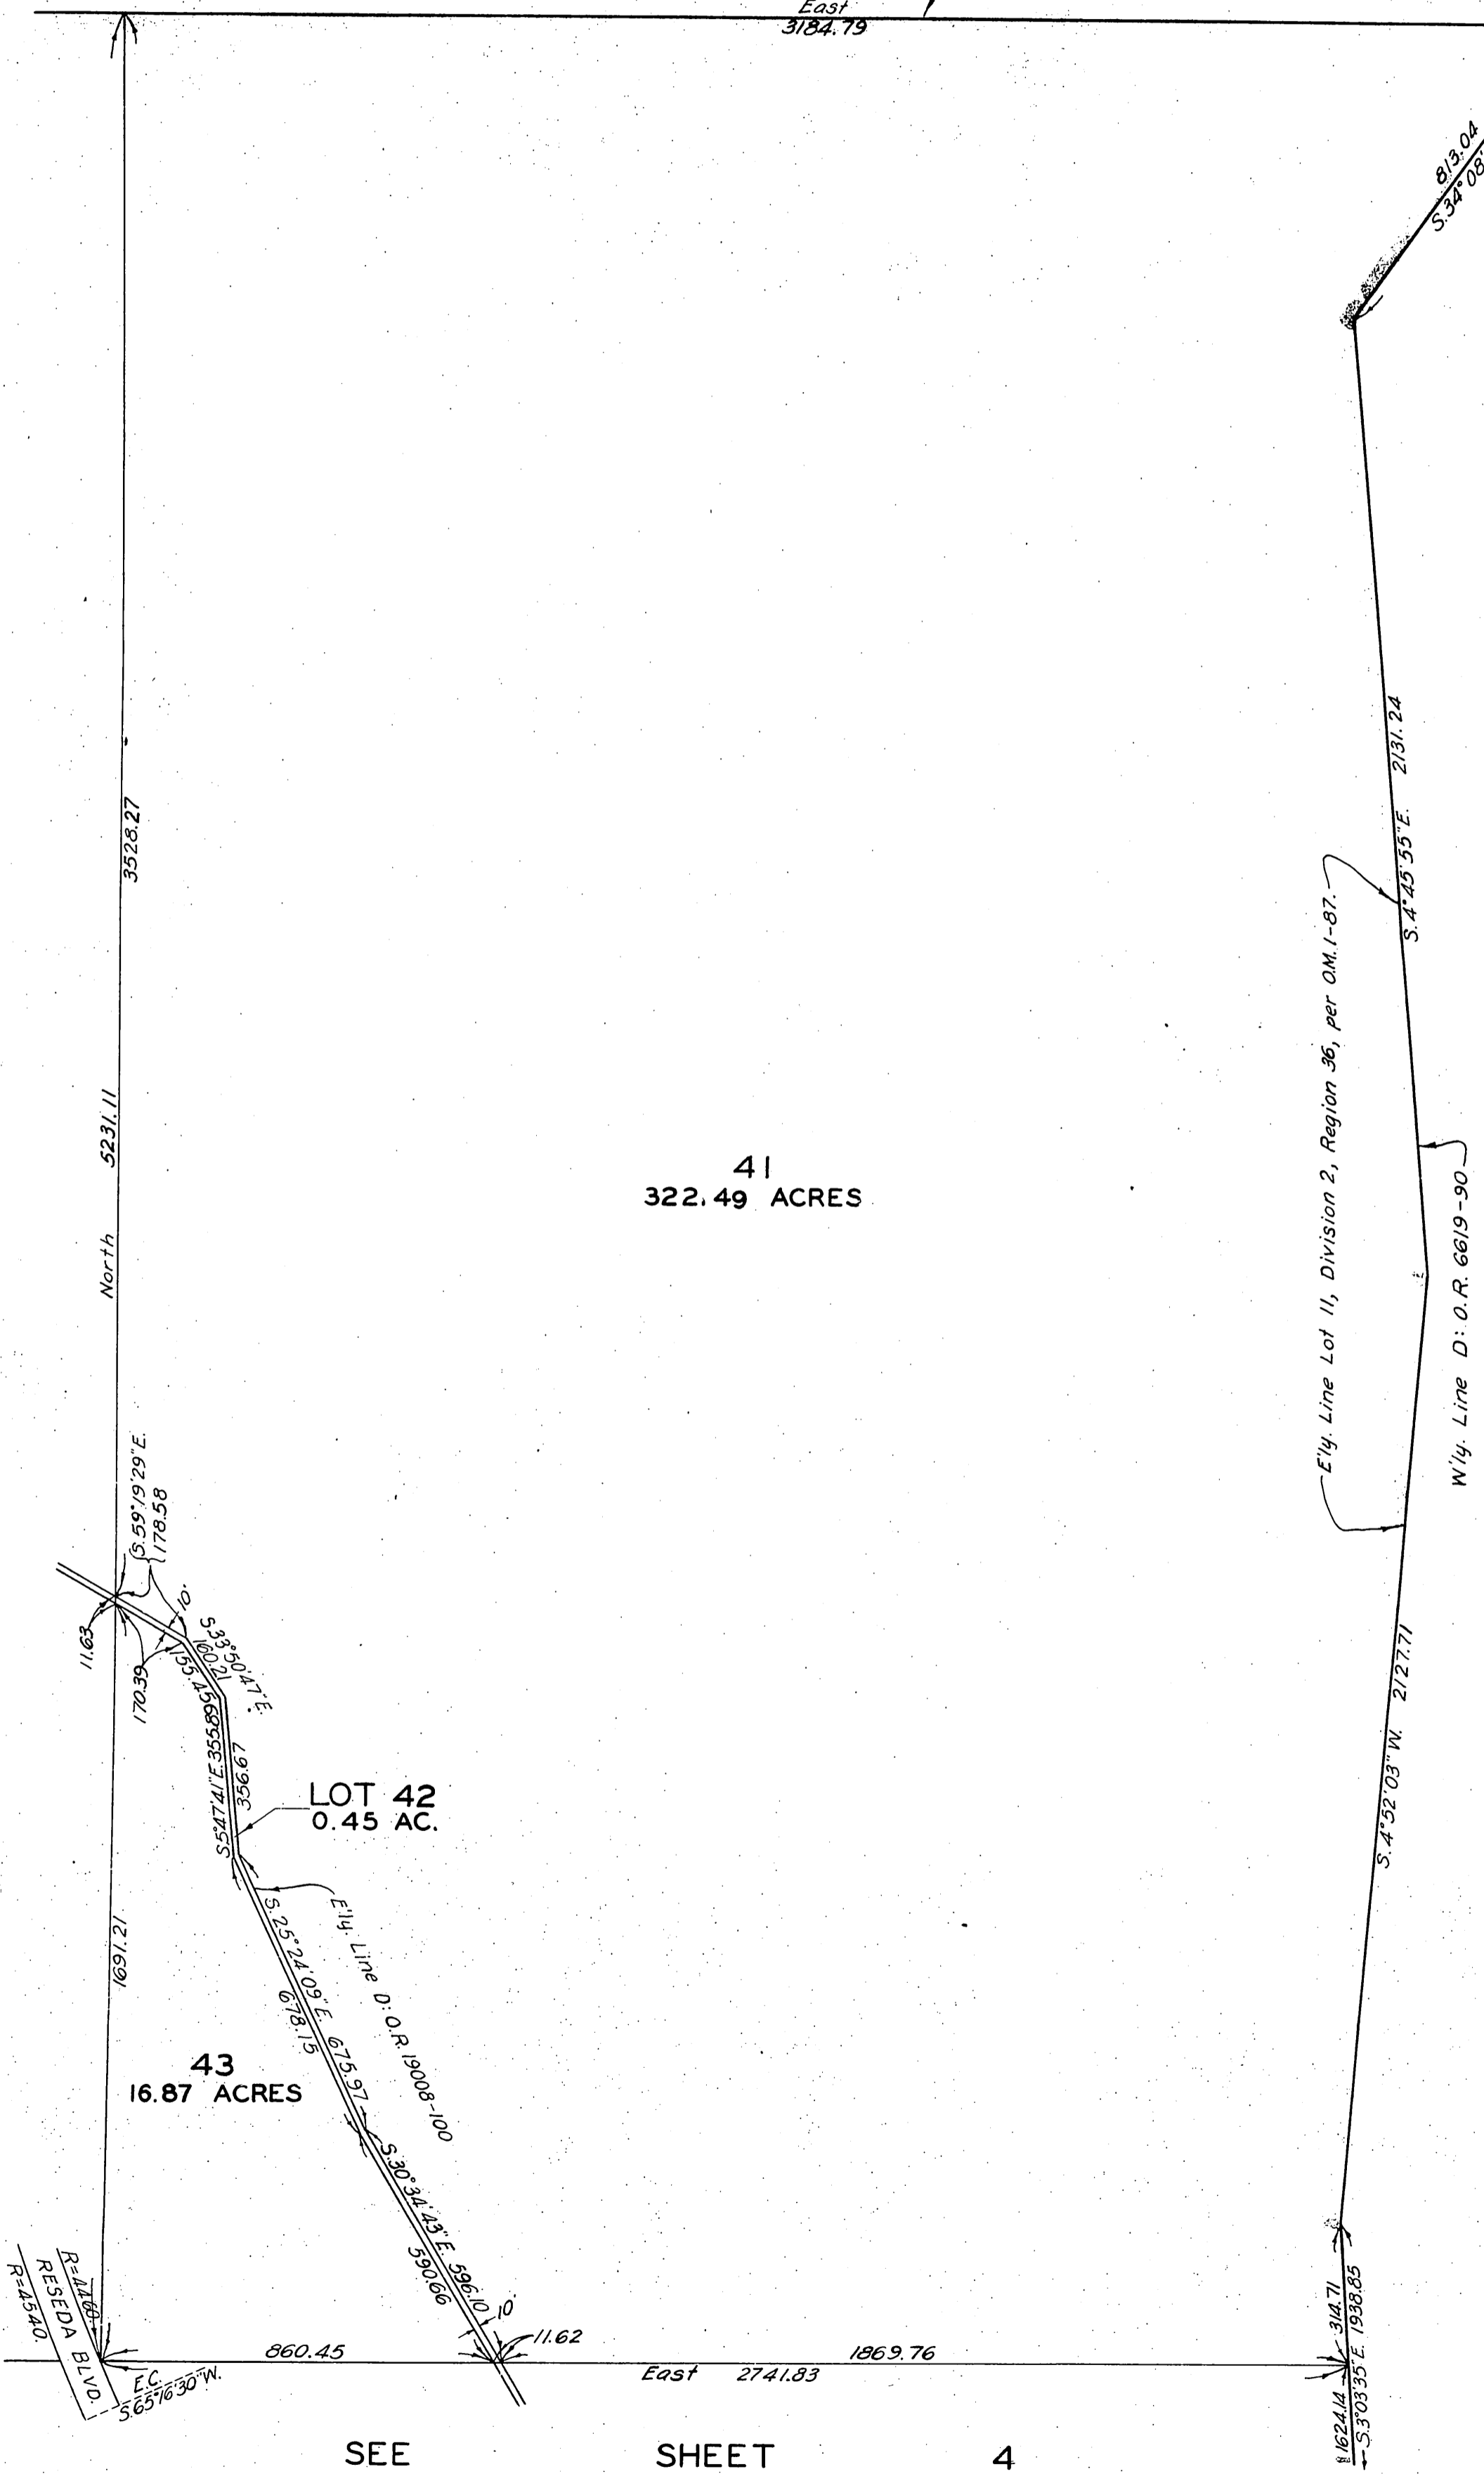 East
3184.79
813.04
S.34°08'
3528.27
2131.24
S.4°45'55"E.
E'ly. Line Lot 11, Division 2, Region 36, per O.M.1-87.
W'ly. Line D:O.R. 6619-90
North 5231.11
41
322.49 ACRES
S.59°19'29"E.
178.58
11.63
170.39
10'
S.33°50'47"E.
160.21
155.45
S.5°47'41"E.355.89
356.67
LOT 42
0.45 AC.
S.4°52'03"W. 2127.71
1691.21
E'ly. Line D:O.R.19008-100
S.25°24'09"E. 675.97
678.15
43
16.87 ACRES
S.30°34'43"E. 596.10
590.66
10'
11.62
R=4460.
RESEDA BLVD.
R=4540.
E.C.
S.65°16'30"W.
860.45
1869.76
East 2741.83
314.71
1624.14
S.3°03'35"E. 1938.85
SEE SHEET 4